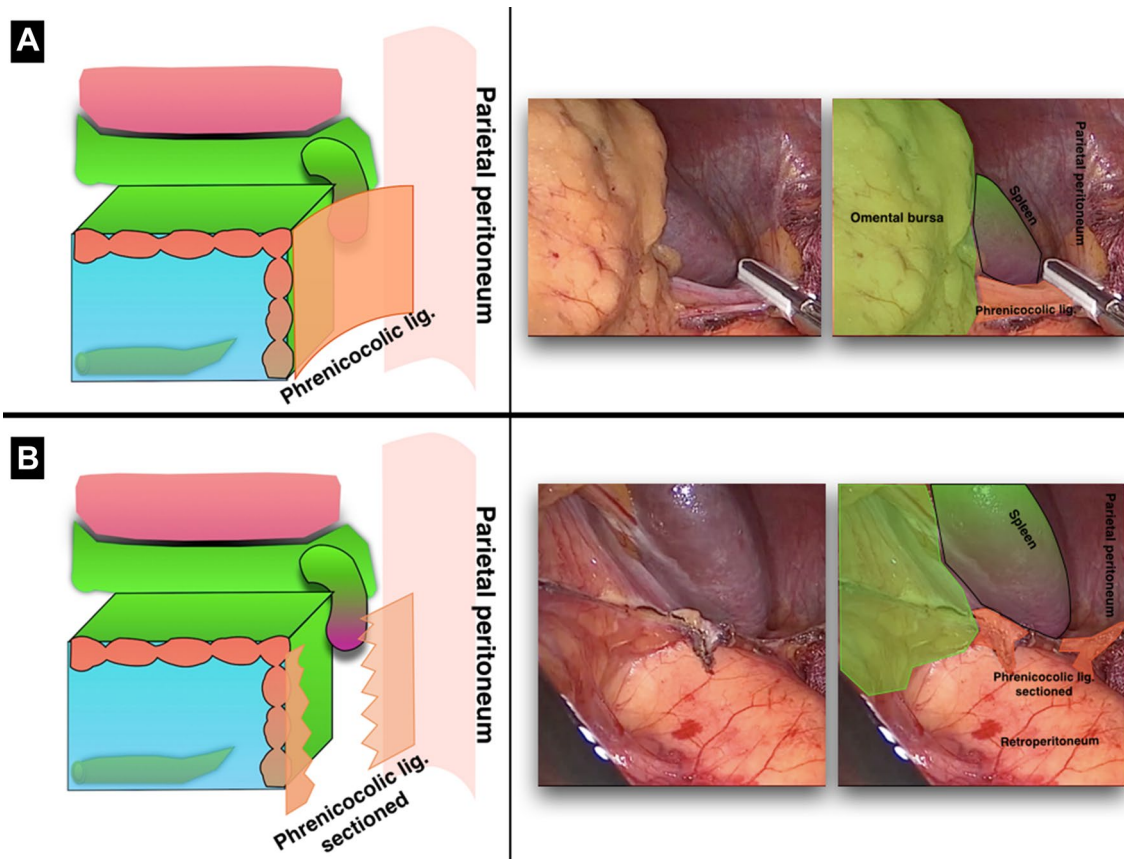 A
Parietal peritoneum
Phrenicocolic lig.
Omental bursa
Spleen
Parietal peritoneum
Phrenicocolic lig.
B
Parietal peritoneum
Phrenicocolic lig.
sectioned
Spleen
Parietal peritoneum
Phrenicocolic lig.
sectioned
Retroperitoneum